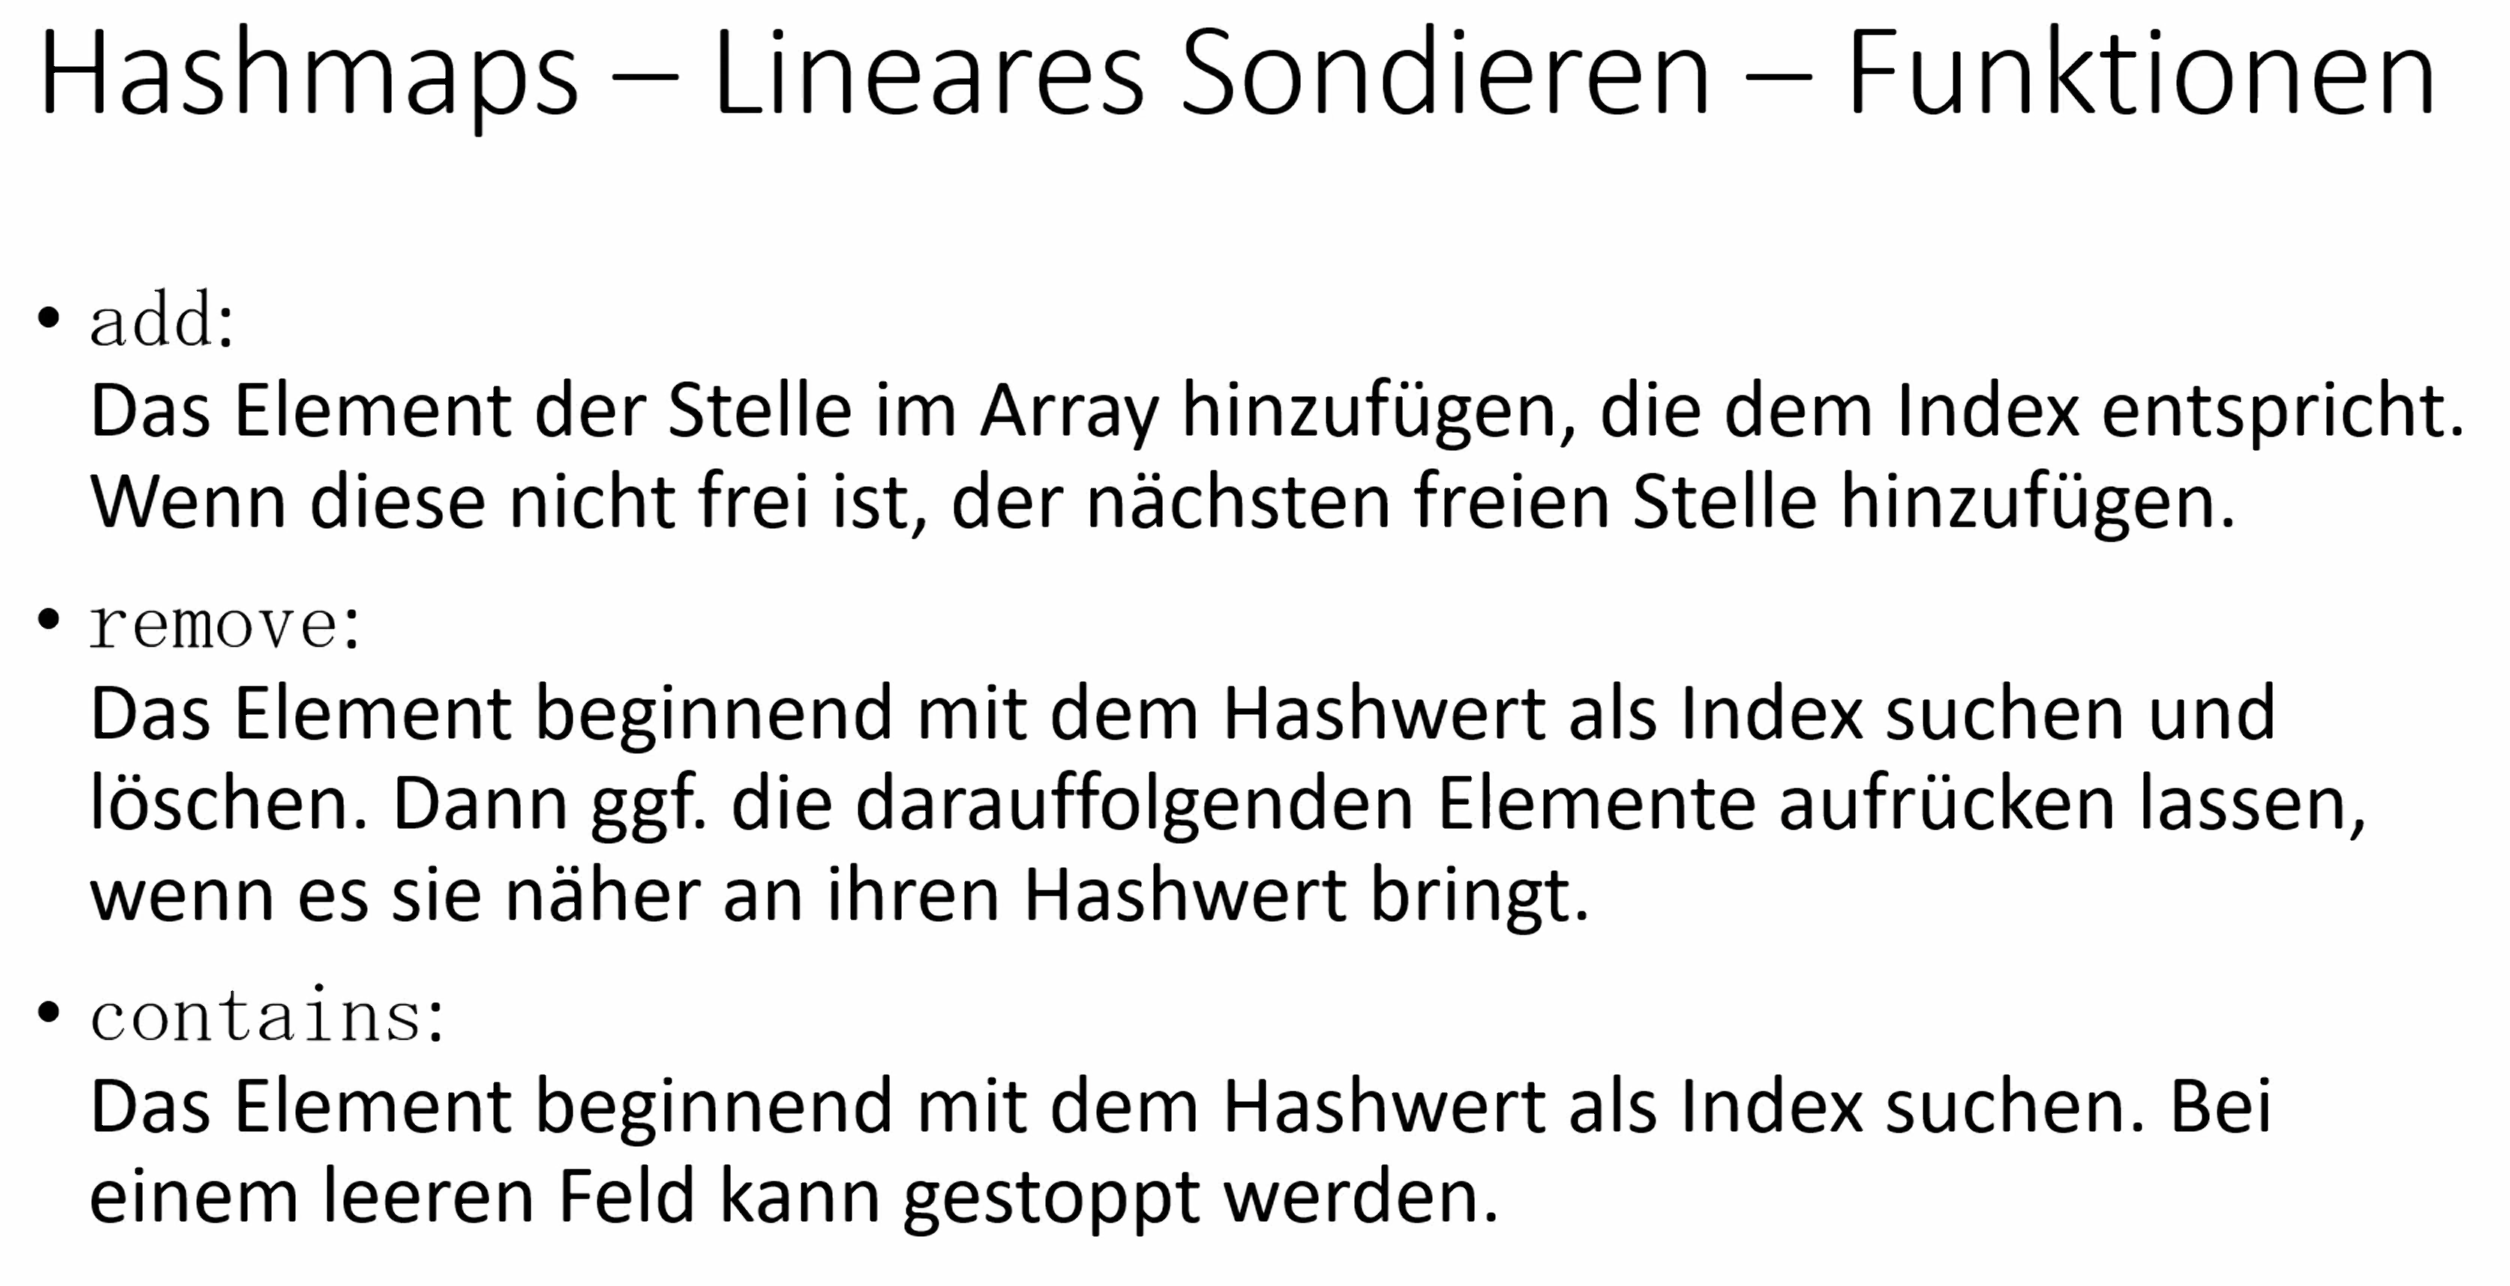 Hashmaps – Lineares Sondieren – Funktionen
• add:
Das Element der Stelle im Array hinzufügen, die dem Index entspricht.
Wenn diese nicht frei ist, der nächsten freien Stelle hinzufügen.
• remove:
Das Element beginnend mit dem Hashwert als Index suchen und
löschen. Dann ggf. die darauffolgenden Elemente aufrücken lassen,
wenn es sie näher an ihren Hashwert bringt.
• contains:
Das Element beginnend mit dem Hashwert als Index suchen. Bei
einem leeren Feld kann gestoppt werden.